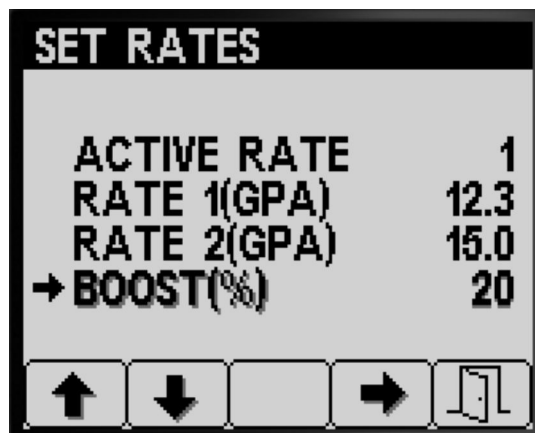 SET RATES
ACTIVE RATE 1
RATE 1(GPA) 12.3
RATE 2(GPA) 15.0
BOOST(%) 20